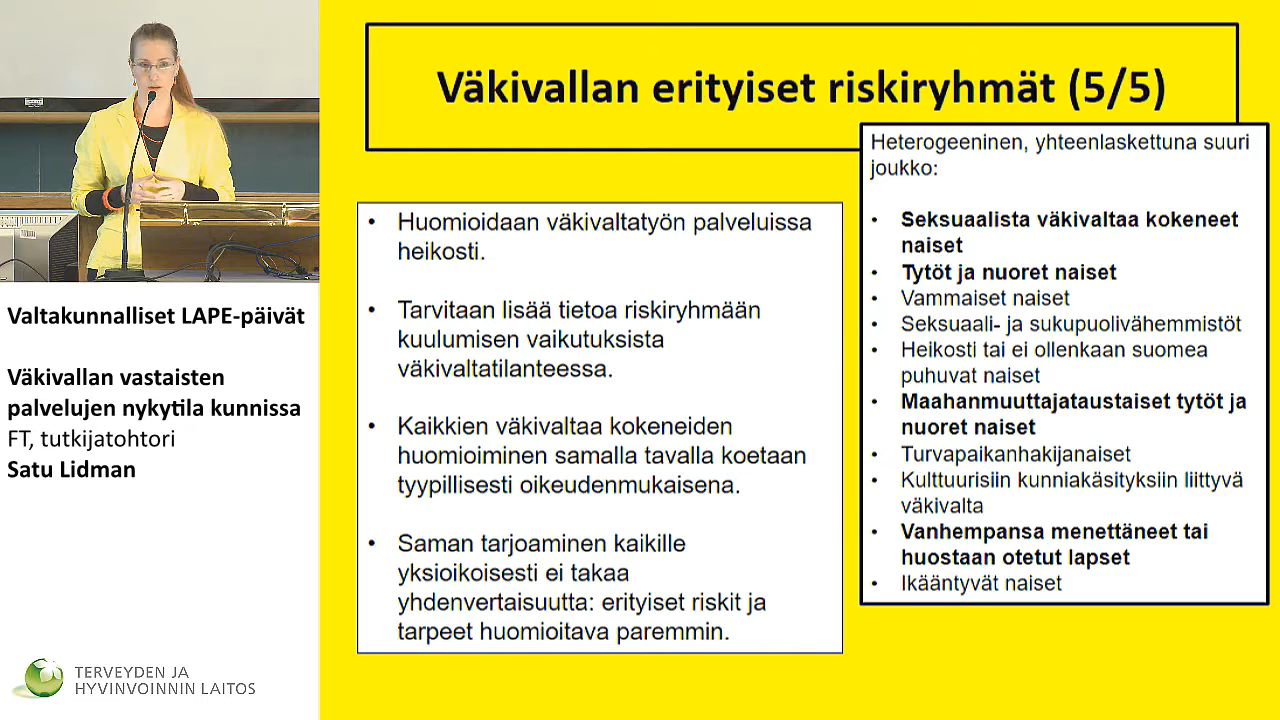 Väkivallan erityiset riskiryhmät (5/5)
Heterogeeninen, yhteenlaskettuna suuri
joukko:
• Seksuaalista väkivaltaa kokeneet
naiset
• Tytöt ja nuoret naiset
• Vammaiset naiset
• Seksuaali- ja sukupuolivähemmistöt
• Heikosti tai ei ollenkaan suomea
puhuvat naiset
• Maahanmuuttajataustaiset tytöt ja
nuoret naiset
• Turvapaikanhakijanaiset
• Kulttuurisiin kunniakäsityksiin liittyvä
väkivalta
• Vanhempansa menettäneet tai
huostaan otetut lapset
• Ikääntyvät naiset
• Huomioidaan väkivaltatyön palveluissa
heikosti.
• Tarvitaan lisää tietoa riskiryhmään
kuulumisen vaikutuksista
väkivaltatilanteessa.
• Kaikkien väkivaltaa kokeneiden
huomioiminen samalla tavalla koetaan
tyypillisesti oikeudenmukaisena.
• Saman tarjoaminen kaikille
yksioikoisesti ei takaa
yhdenvertaisuutta: erityiset riskit ja
tarpeet huomioitava paremmin.
Valtakunnalliset LAPE-päivät
Väkivallan vastaisten
palvelujen nykytila kunnissa
FT, tutkijatohtori
Satu Lidman
TERVEYDEN JA
HYVINVOINNIN LAITOS